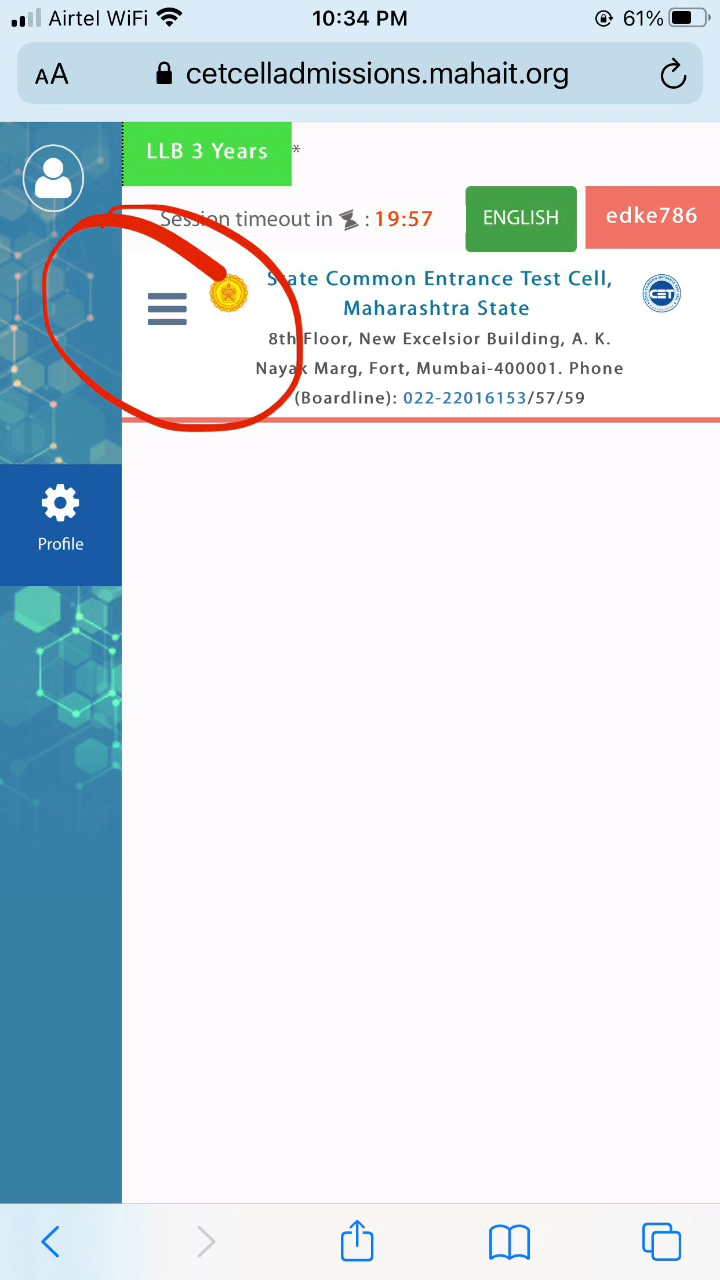 Airtel WiFi 10:34 PM 61%
AA cetcelladmissions.mahait.org
LLB 3 Years *
Session timeout in : 19:57 ENGLISH edke786
State Common Entrance Test Cell,
Maharashtra State
CET
8th Floor, New Excelsior Building, A. K.
Nayak Marg, Fort, Mumbai-400001. Phone
(Boardline): 022-22016153/57/59
Profile